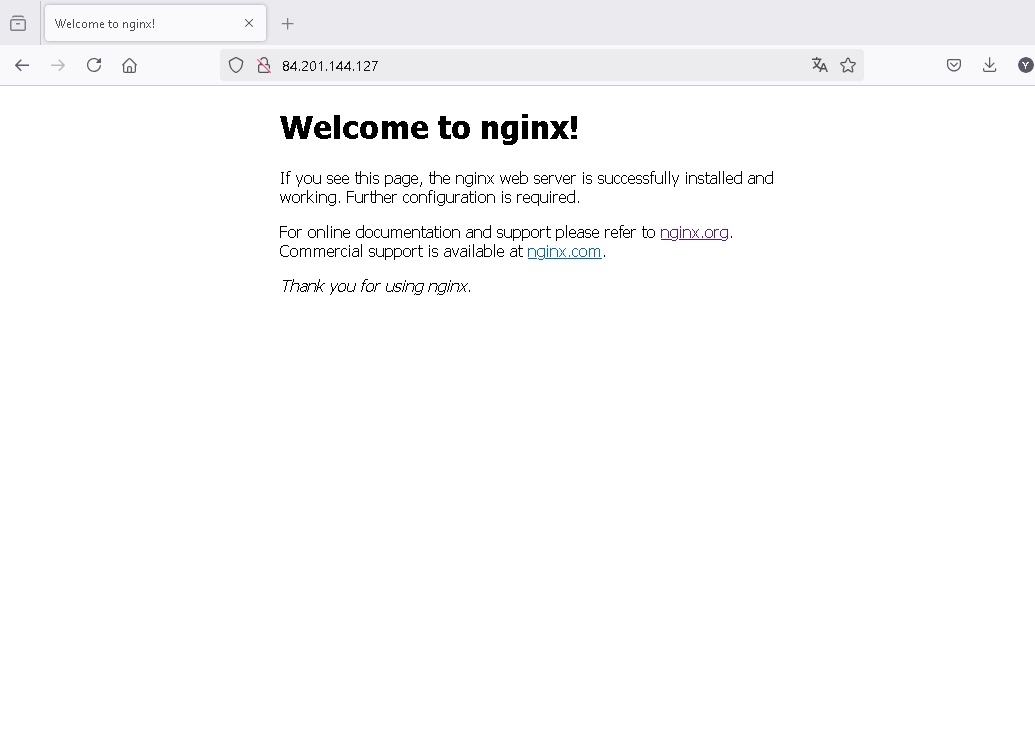 Welcome to nginx!
84.201.144.127
Welcome to nginx!
If you see this page, the nginx web server is successfully installed and
working. Further configuration is required.
For online documentation and support please refer to nginx.org.
Commercial support is available at nginx.com.
Thank you for using nginx.
Y